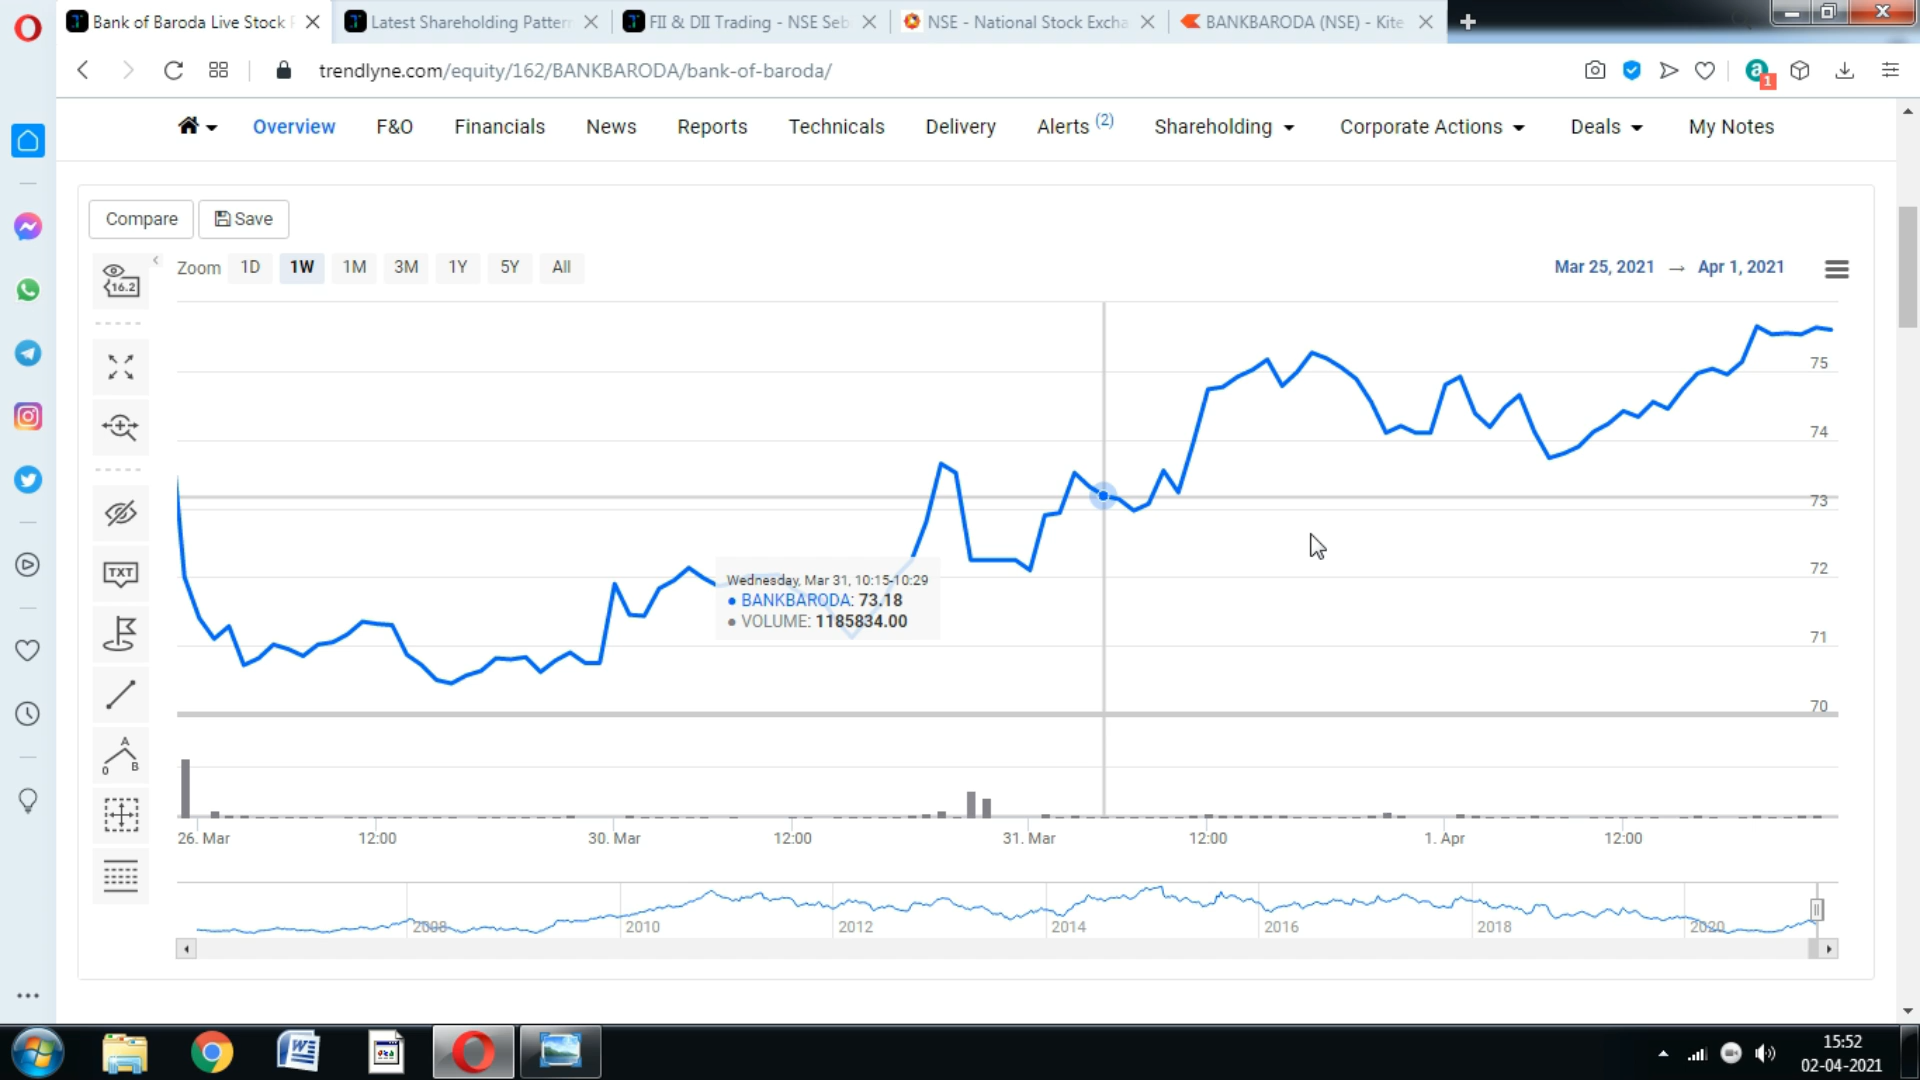 Bank of Baroda Live Stock
Latest Shareholding Pattern
FII & DII Trading - NSE Seb
NSE - National Stock Excha
BANKBARODA (NSE) - Kite
trendlyne.com/equity/162/BANKBARODA/bank-of-baroda/
a
1
Overview
F&O
Financials
News
Reports
Technicals
Delivery
Alerts (2)
Shareholding
Corporate Actions
Deals
My Notes
Compare
Save
16.2
Zoom
1D
1W
1M
3M
1Y
5Y
All
Mar 25, 2021 → Apr 1, 2021
75
74
73
72
71
70
TXT
A
0 B
Wednesday, Mar 31, 10:15-10:29
BANKBARODA: 73.18
VOLUME: 1185834.00
26. Mar
12:00
30. Mar
12:00
31. Mar
12:00
1. Apr
12:00
2008
2010
2012
2014
2016
2018
2020
15:52
02-04-2021